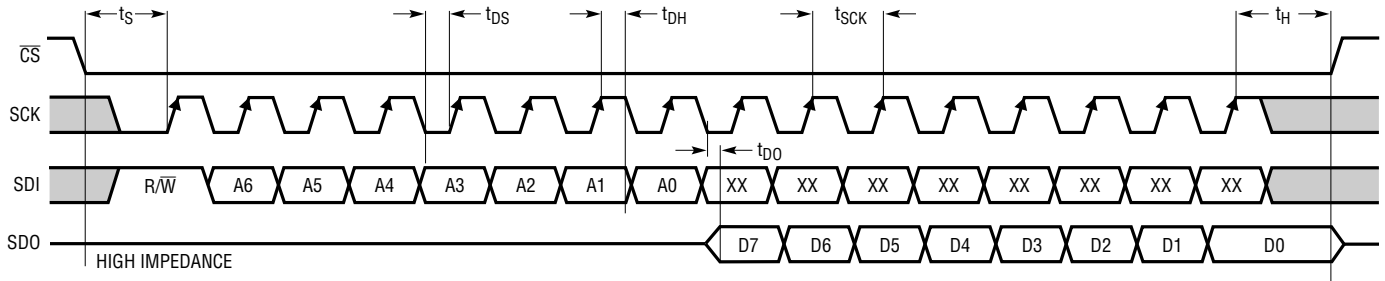 tS tDS tDH tSCK tH
CS
SCK
tDO
SDI R/W A6 A5 A4 A3 A2 A1 A0 XX XX XX XX XX XX XX XX
SDO D7 D6 D5 D4 D3 D2 D1 D0
HIGH IMPEDANCE